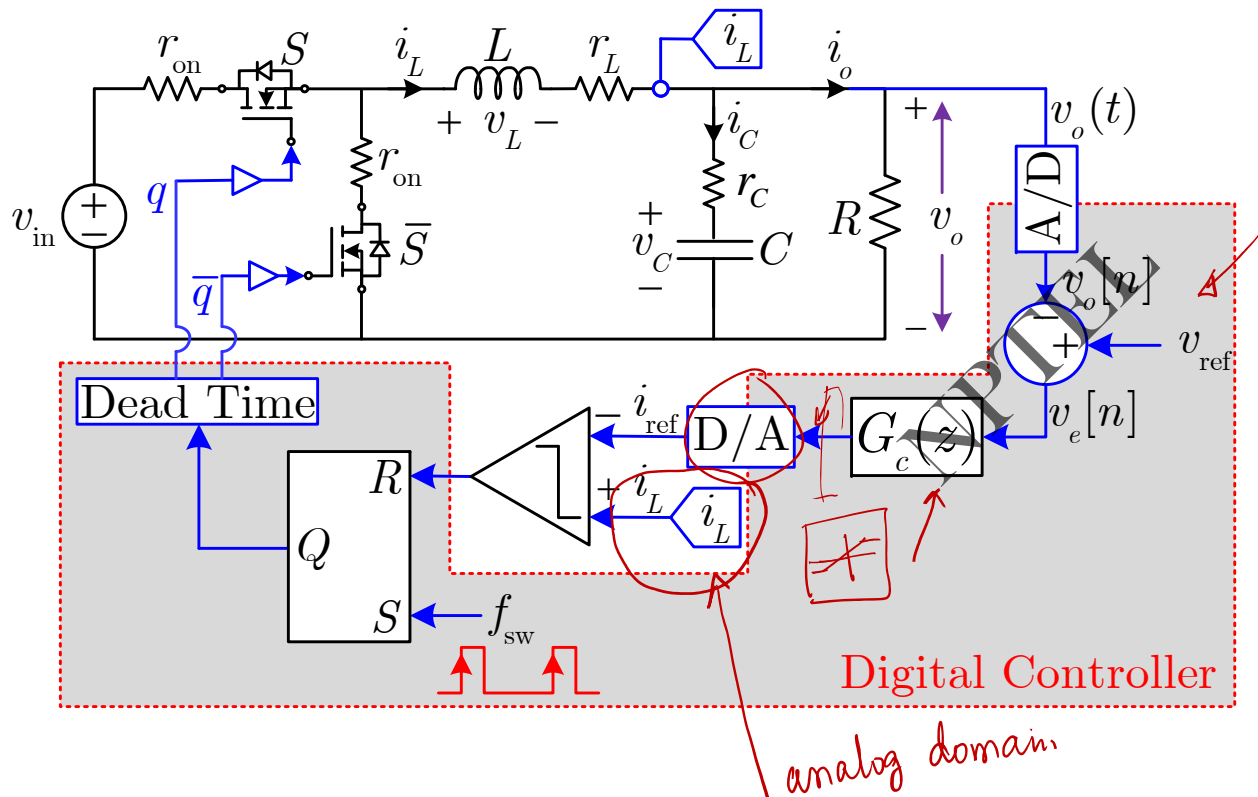 r_on
S
i_L
L
r_L
i_L
i_o
+ v_L −
i_C
+
v_o(t)
q
r_on
r_C
A/D
v_in
+
−
S̅
+
v_C
−
C
R
v_o
q̅
−
v_o[n]
−
+
v_ref
NPTEL
Dead Time
−
i_ref
D/A
G_c(z)
v_e[n]
R
+
i_L
i_L
Q
S
f_sw
Digital Controller
analog domain